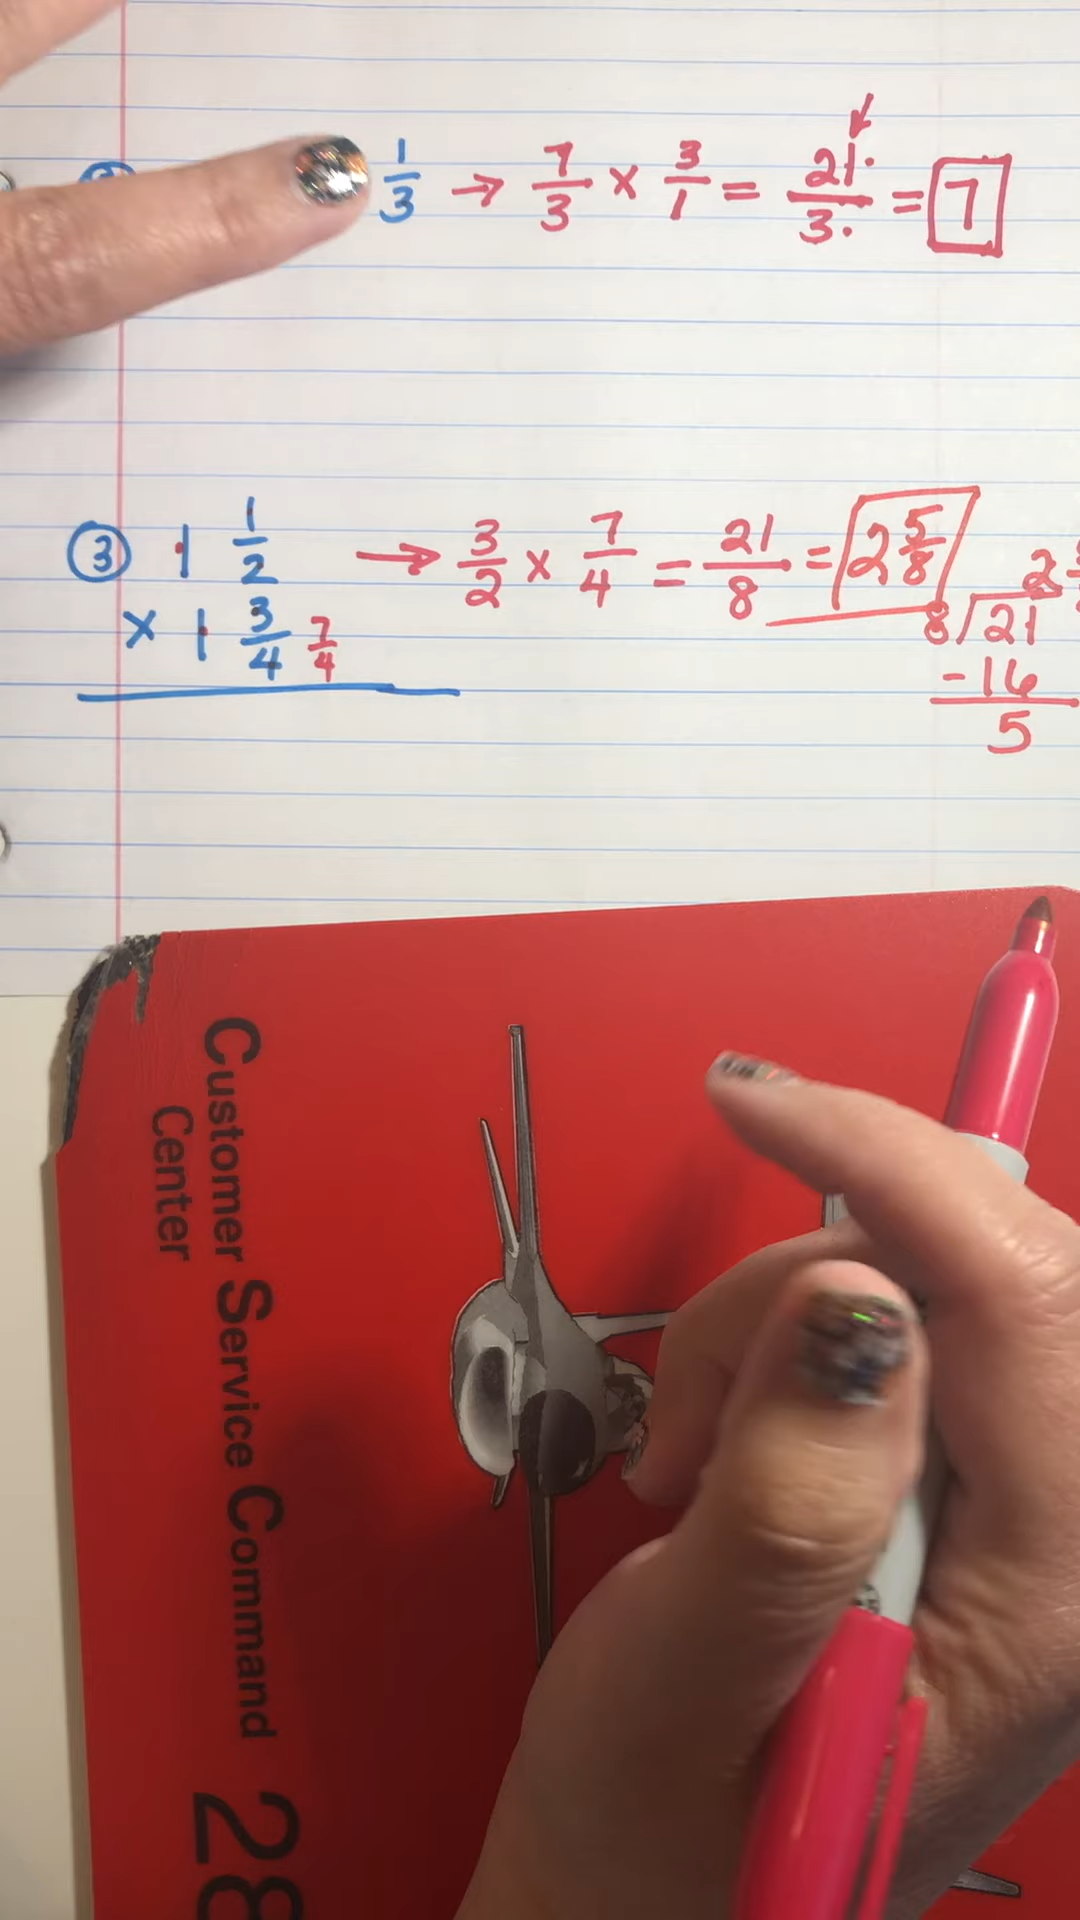 1/3 → 7/3 x 3/1 = 21/3 = 7
③ 1 1/2 → 3/2 x 7/4 = 21/8 = 2 5/8
x 1 3/4 7/4
2
8)21
-16
5
Customer Service Command
Center
28